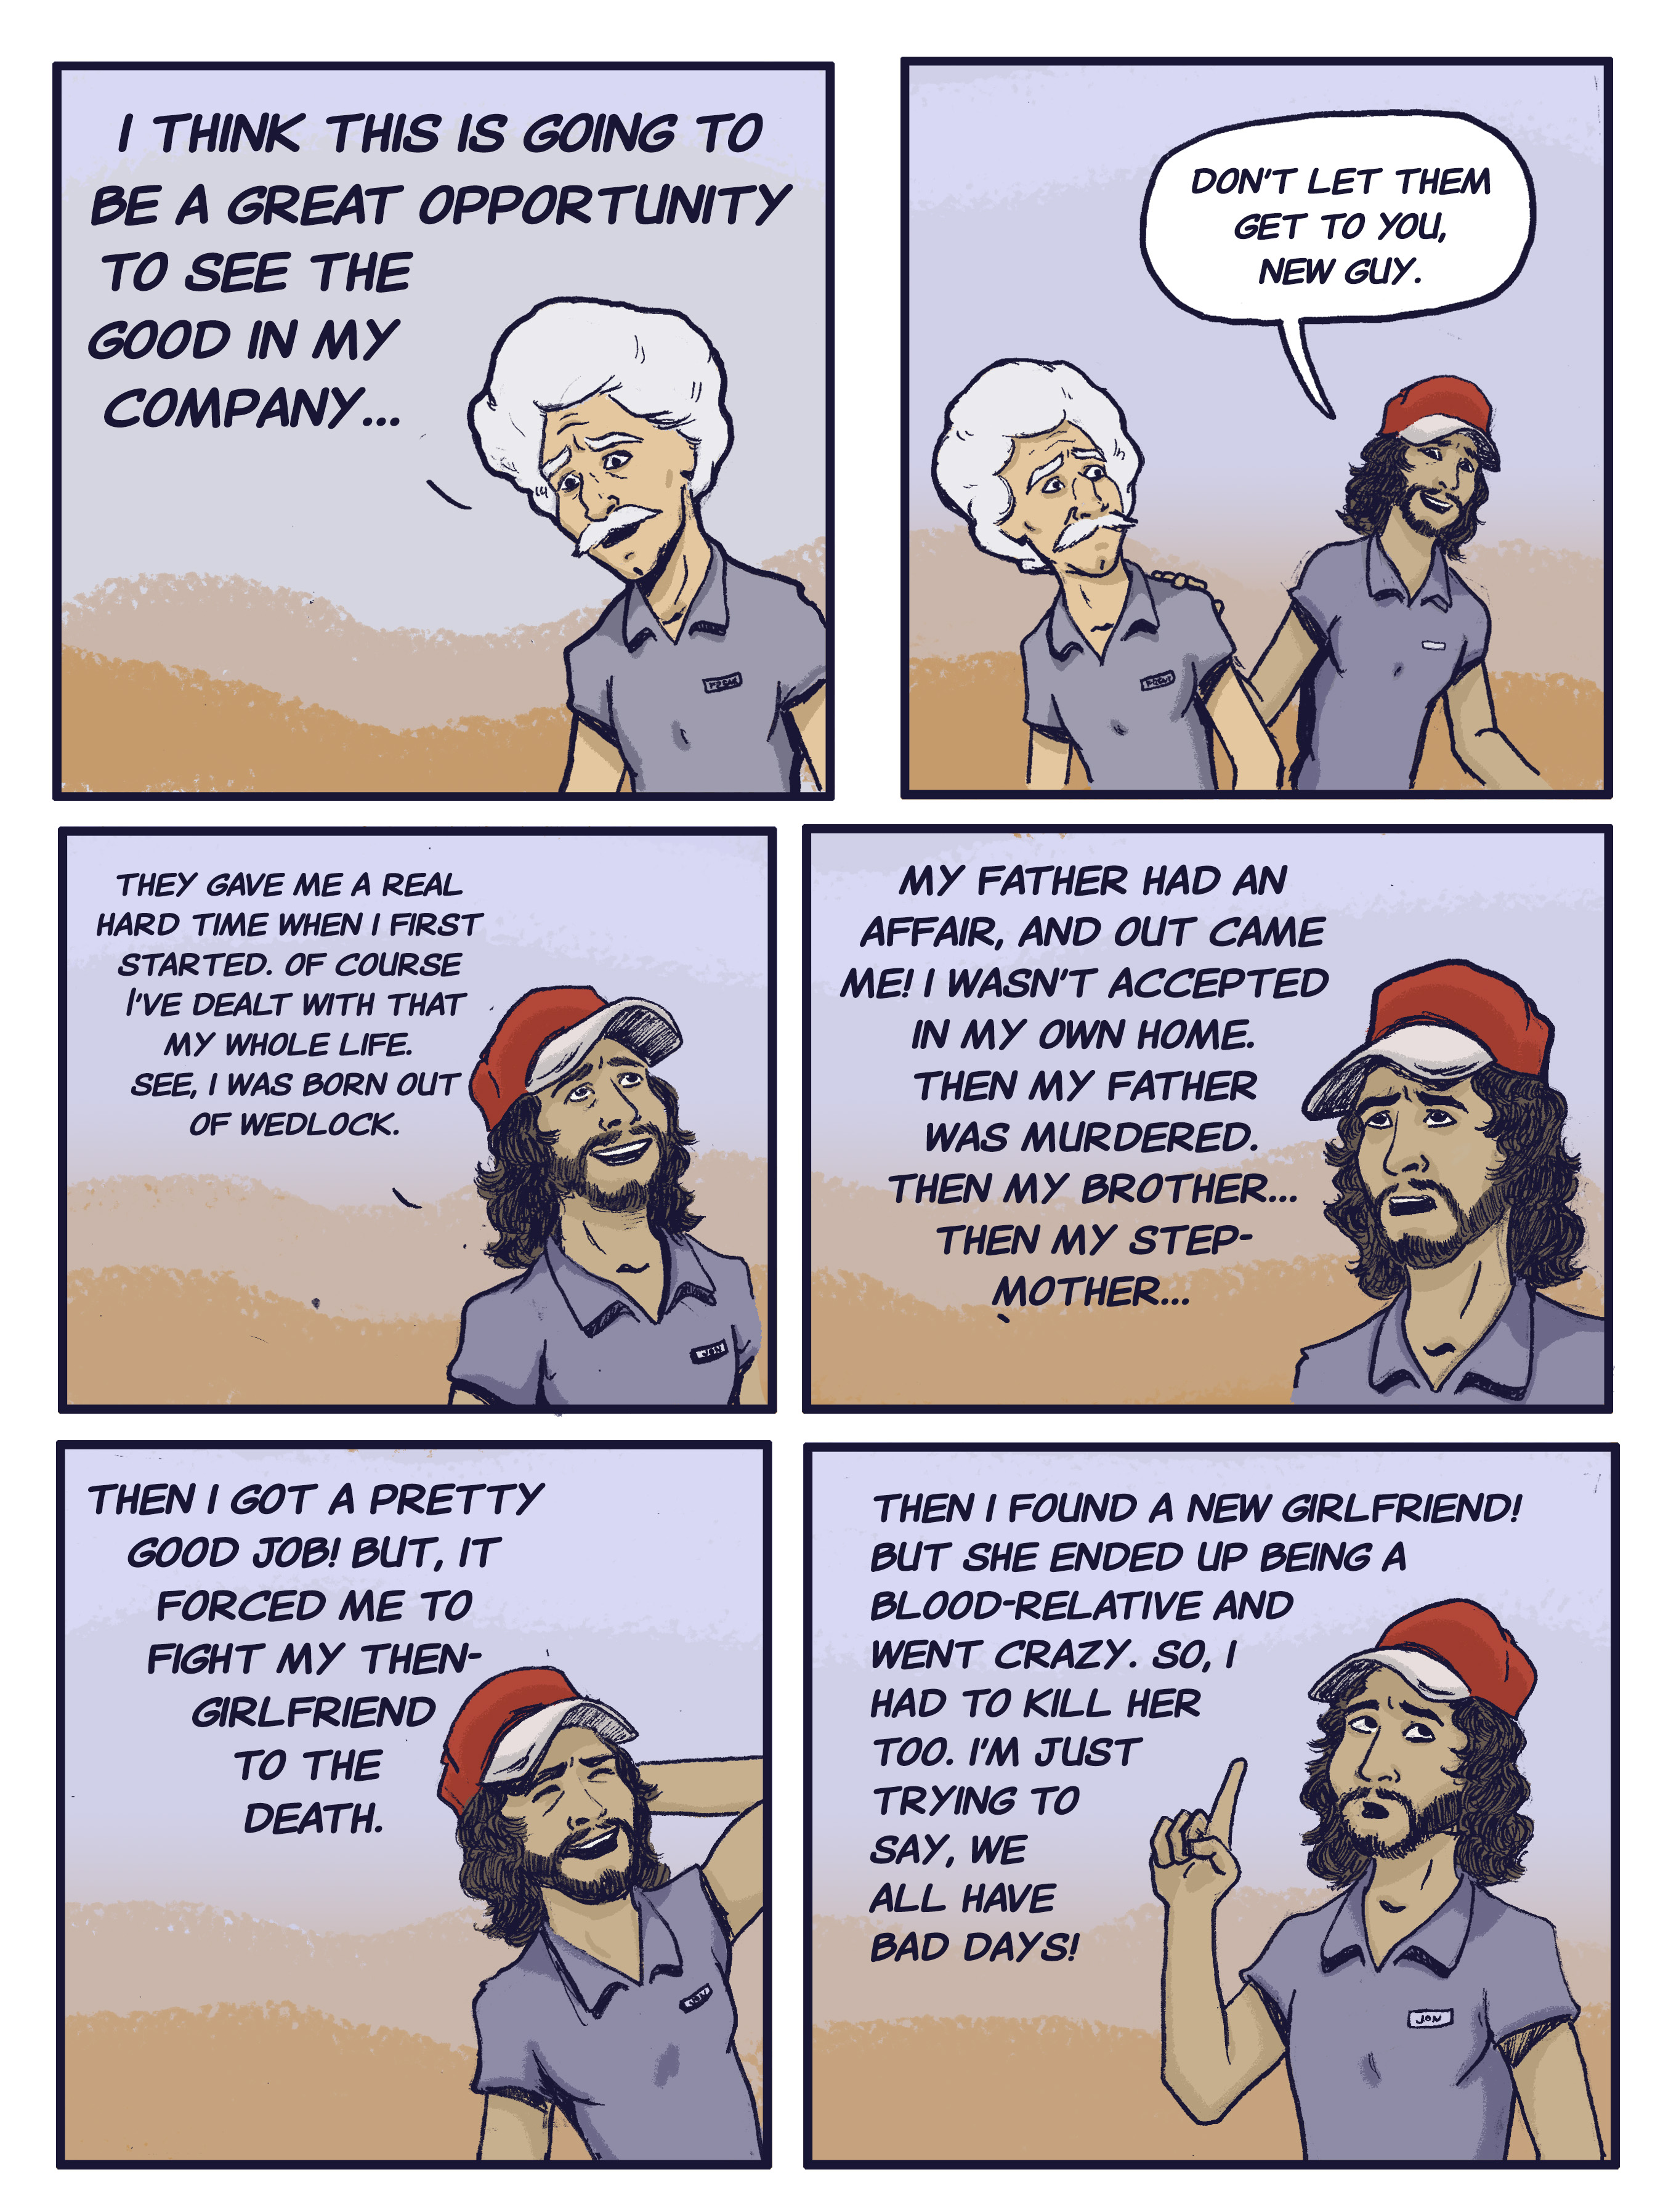 I THINK THIS IS GOING TO
BE A GREAT OPPORTUNITY
TO SEE THE
GOOD IN MY
COMPANY...
DON'T LET THEM
GET TO YOU,
NEW GUY.
THEY GAVE ME A REAL
HARD TIME WHEN I FIRST
STARTED. OF COURSE
I'VE DEALT WITH THAT
MY WHOLE LIFE.
SEE, I WAS BORN OUT
OF WEDLOCK.
JON
MY FATHER HAD AN
AFFAIR, AND OUT CAME
ME! I WASN'T ACCEPTED
IN MY OWN HOME.
THEN MY FATHER
WAS MURDERED.
THEN MY BROTHER...
THEN MY STEP-
MOTHER...
THEN I GOT A PRETTY
GOOD JOB! BUT, IT
FORCED ME TO
FIGHT MY THEN-
GIRLFRIEND
TO THE
DEATH.
JON
THEN I FOUND A NEW GIRLFRIEND!
BUT SHE ENDED UP BEING A
BLOOD-RELATIVE AND
WENT CRAZY. SO, I
HAD TO KILL HER
TOO. I'M JUST
TRYING TO
SAY, WE
ALL HAVE
BAD DAYS!
JON